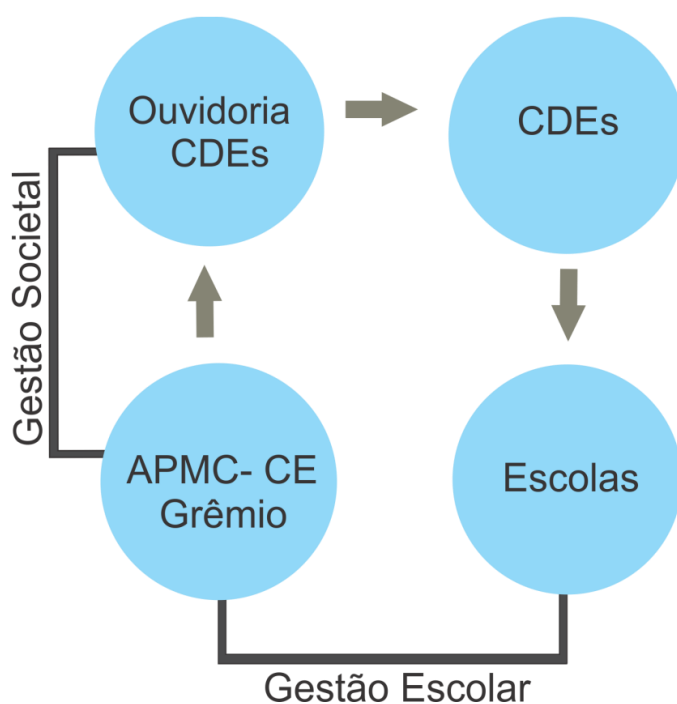 Ouvidoria
CDEs
CDEs
Gestão Societal
APMC- CE
Grêmio
Escolas
Gestão Escolar